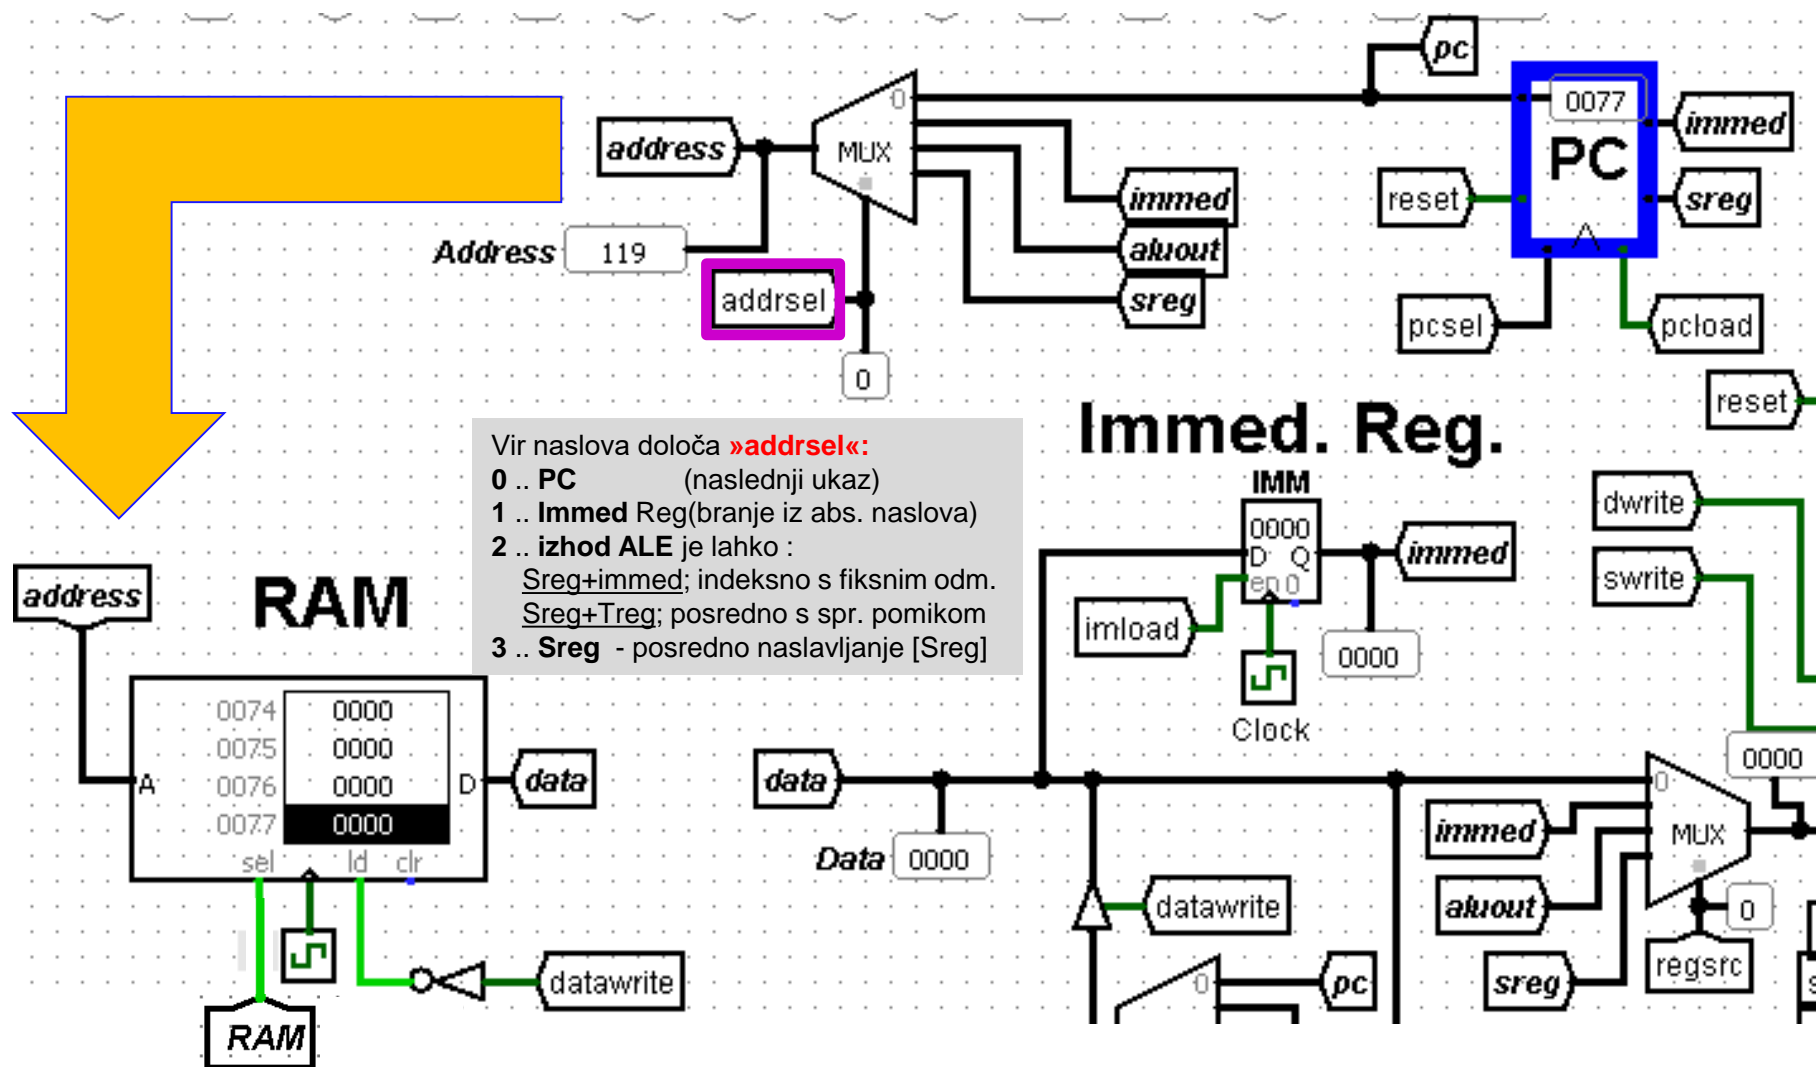 pc
0
0077
immed
address
MUX
PC
immed
reset
sreg
Address
119
aluout
addrsel
sreg
pcsel
pcload
0
reset
Immed. Reg.
Vir naslova določa »addrsel«:
0 .. PC (naslednji ukaz)
1 .. Immed Reg(branje iz abs. naslova)
2 .. izhod ALE je lahko :
Sreg+immed; indeksno s fiksnim odm.
Sreg+Treg; posredno s spr. pomikom
3 .. Sreg - posredno naslavljanje [Sreg]
IMM
0000
D Q
en 0
immed
dwrite
swrite
imload
0000
Clock
address
RAM
0074 0000
0075 0000
0076 0000
0077 0000
A
D
sel ld clr
data
datawrite
RAM
data
Data 0000
datawrite
0
pc
0000
0
immed
MUX
aluout
0
sreg
regsrc
s